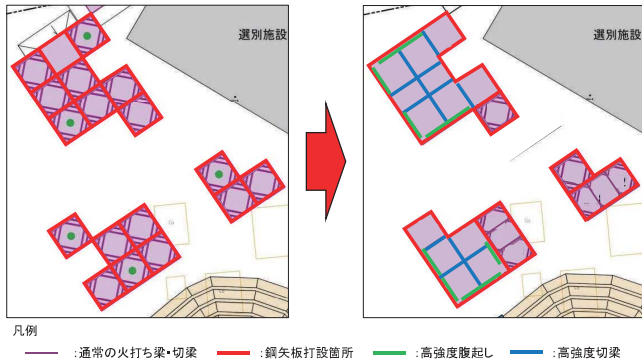 選別施設
選別施設
凡例
:通常の火打ち梁・切梁
:鋼矢板打設箇所
:高強度腹起し
:高強度切梁